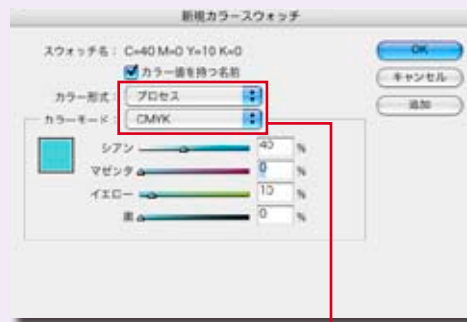 新規カラースウォッチ
スウォッチ名： C=40 M=0 Y=10 K=0
カラー値を持つ名前
カラー形式： プロセス
カラーモード： CMYK
シアン 40 %
マゼンタ 0 %
イエロー 10 %
黒 0 %
OK
キャンセル
追加